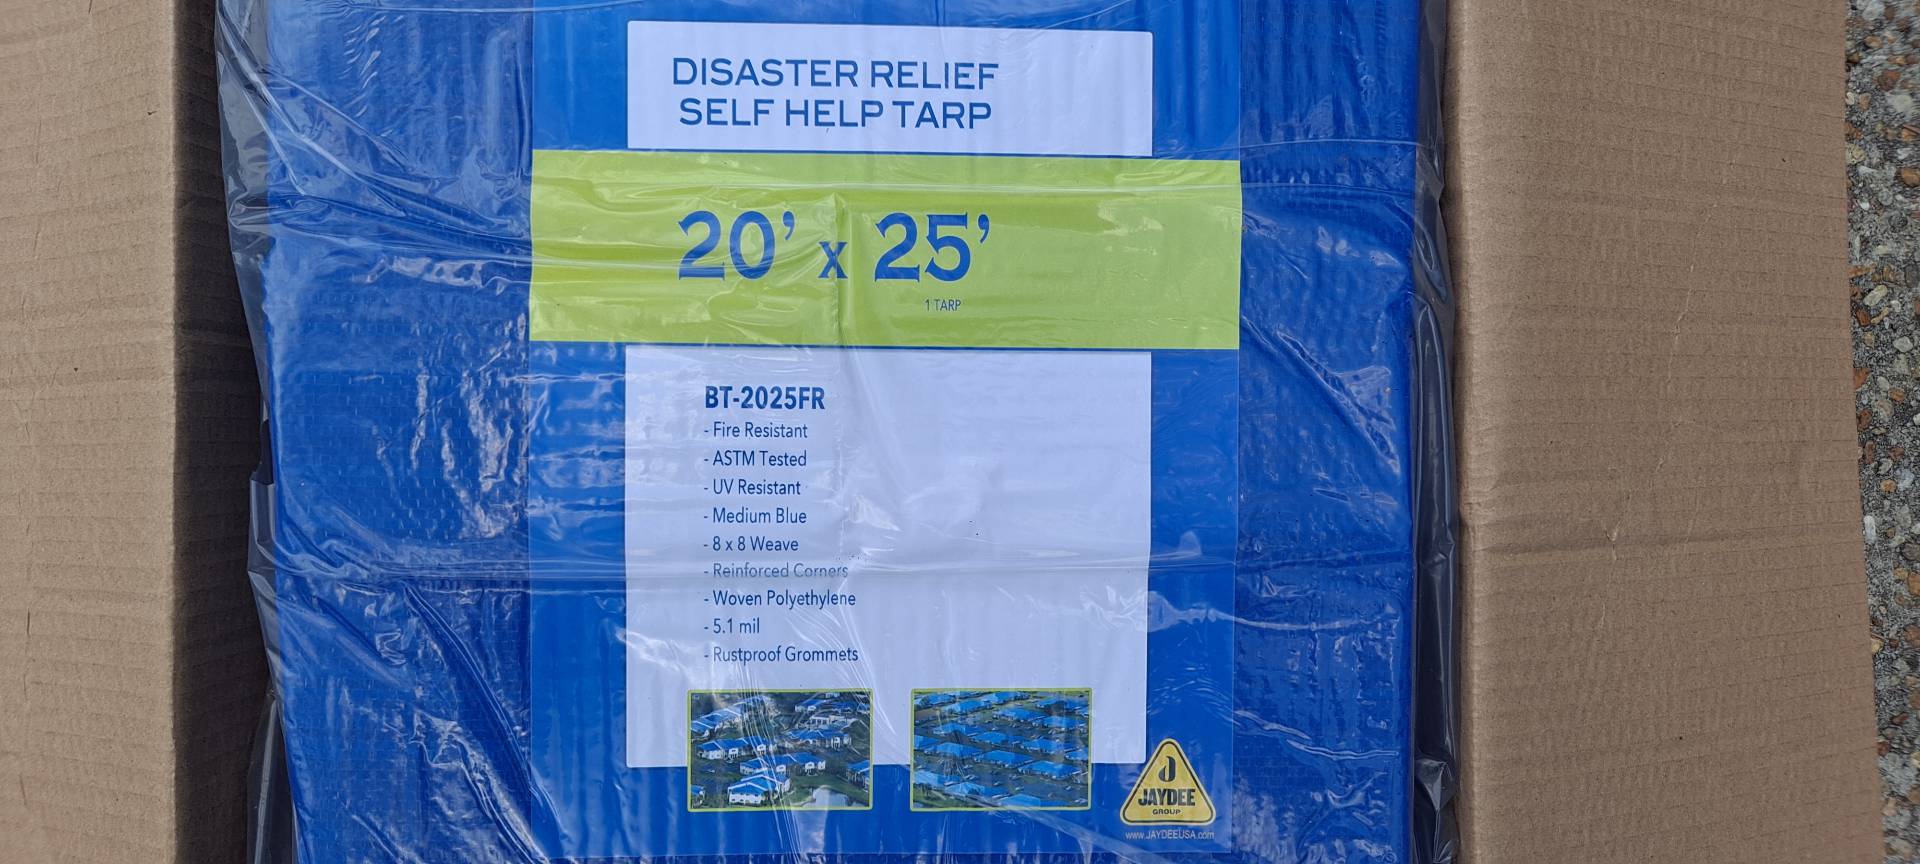 DISASTER RELIEF
SELF HELP TARP
20’ x 25’
1 TARP
BT-2025FR
- Fire Resistant
- ASTM Tested
- UV Resistant
- Medium Blue
- 8 x 8 Weave
- Reinforced Corners
- Woven Polyethylene
- 5.1 mil
- Rustproof Grommets
J
JAYDEE
GROUP
www.JAYDEEUSA.com